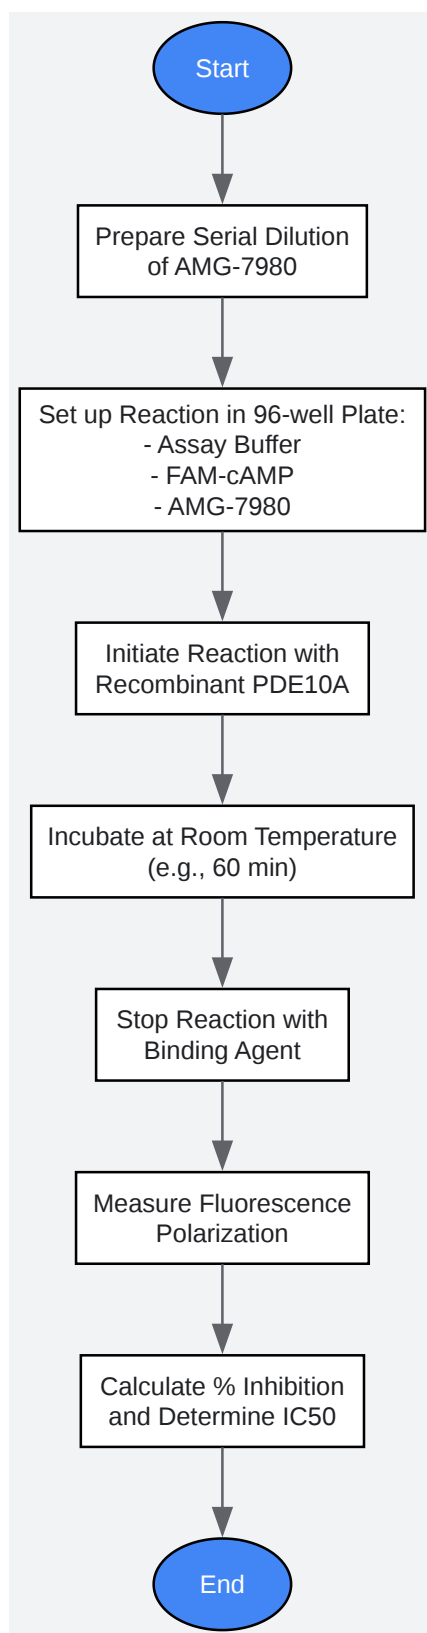 Start
Prepare Serial Dilution
of AMG-7980
Set up Reaction in 96-well Plate:
- Assay Buffer
- FAM-cAMP
- AMG-7980
Initiate Reaction with
Recombinant PDE10A
Incubate at Room Temperature
(e.g., 60 min)
Stop Reaction with
Binding Agent
Measure Fluorescence
Polarization
Calculate % Inhibition
and Determine IC50
End